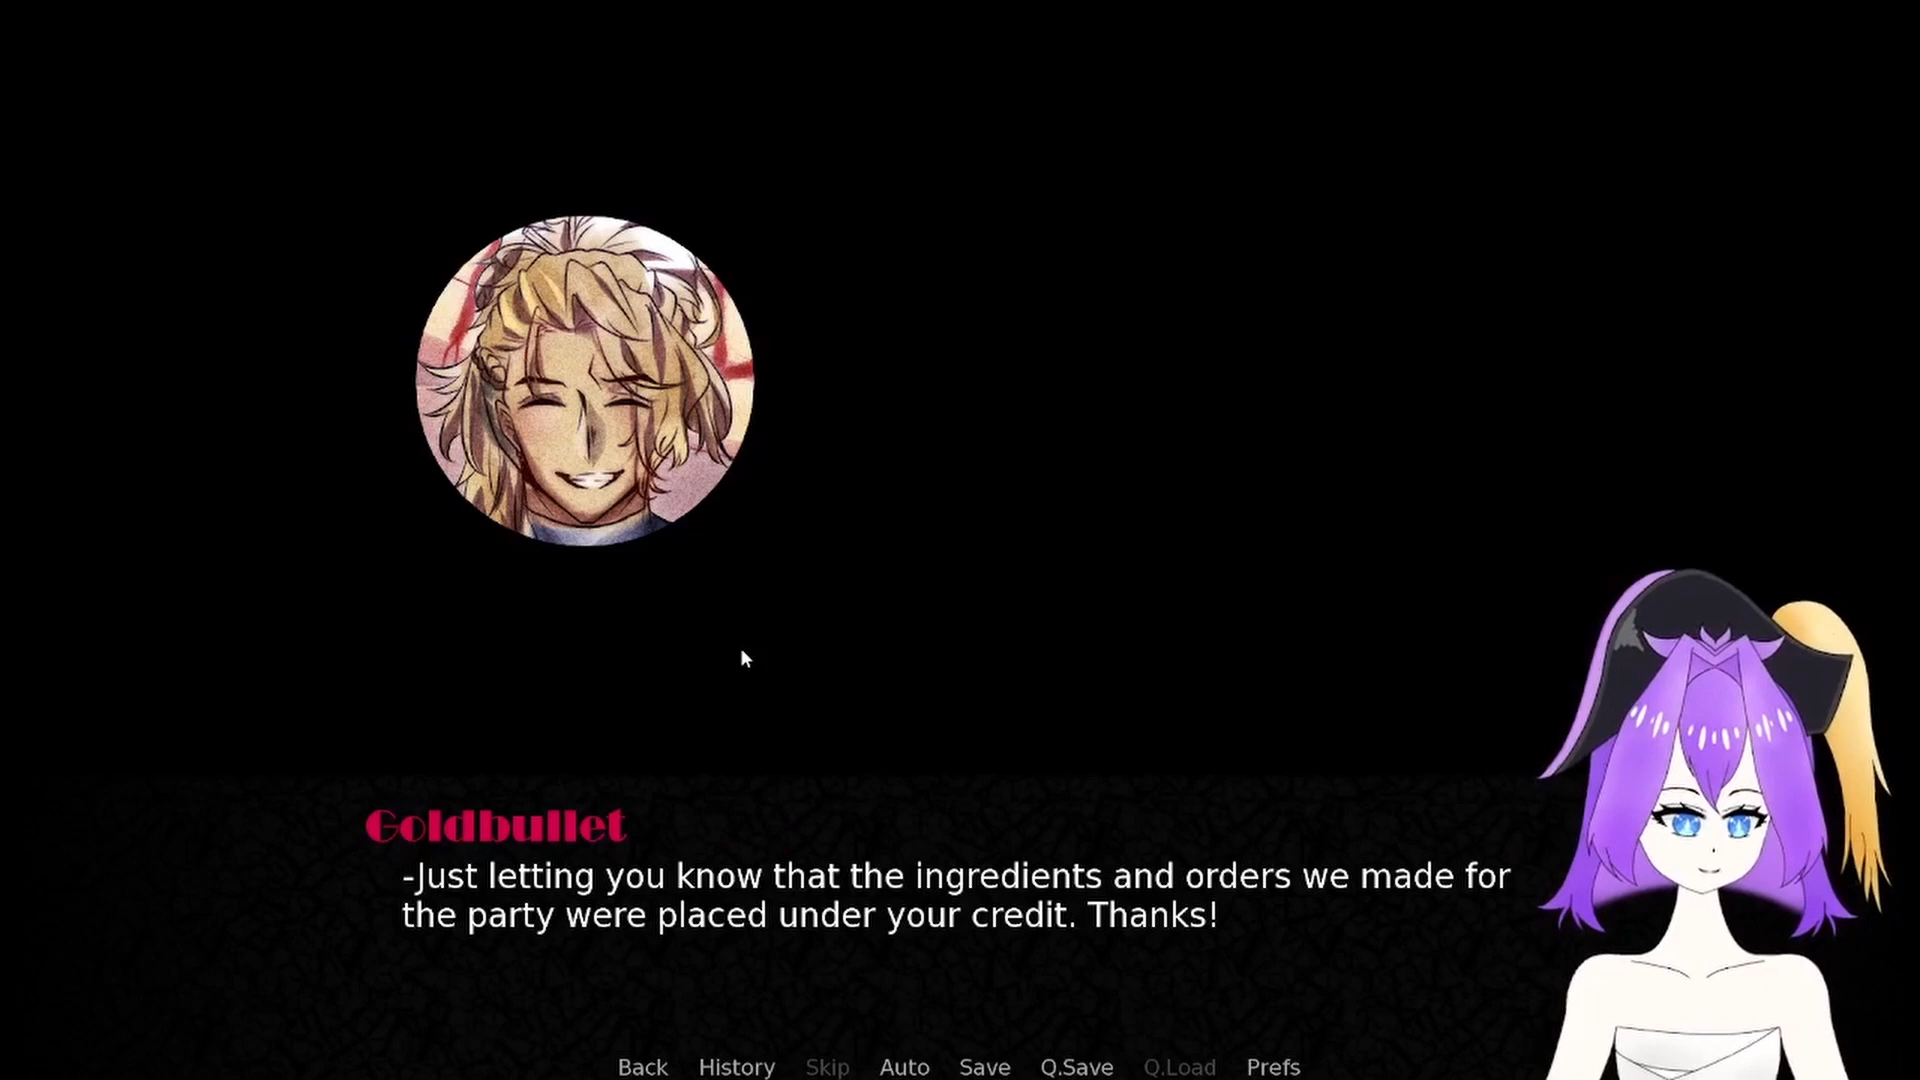 Goldbullet
-Just letting you know that the ingredients and orders we made for
the party were placed under your credit. Thanks!
Back History Skip Auto Save Q.Save Q.Load Prefs